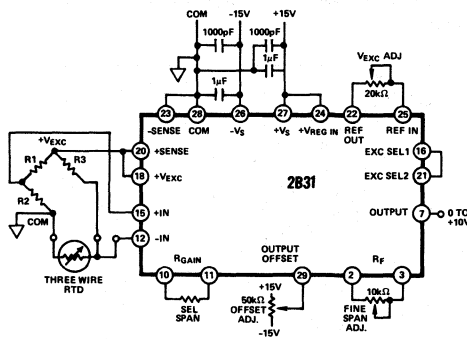 COM -15V +15V
1000pF 1000pF
1µF 1µF
VEXC ADJ
20kΩ
23 28 26 27 24 22 25
-SENSE COM -VS +VS +VREG IN REF OUT REF IN
+VEXC
R1 R3
R2
COM
20 +SENSE
18 +VEXC
15 +IN
12 -IN
2B31
EXC SEL1 16
EXC SEL2 21
OUTPUT 7 0 TO +10V
THREE WIRE RTD
RGAIN
10 11
SEL SPAN
OUTPUT OFFSET
29
+15V
50kΩ OFFSET ADJ.
-15V
RF
2 3
10kΩ
FINE SPAN ADJ.